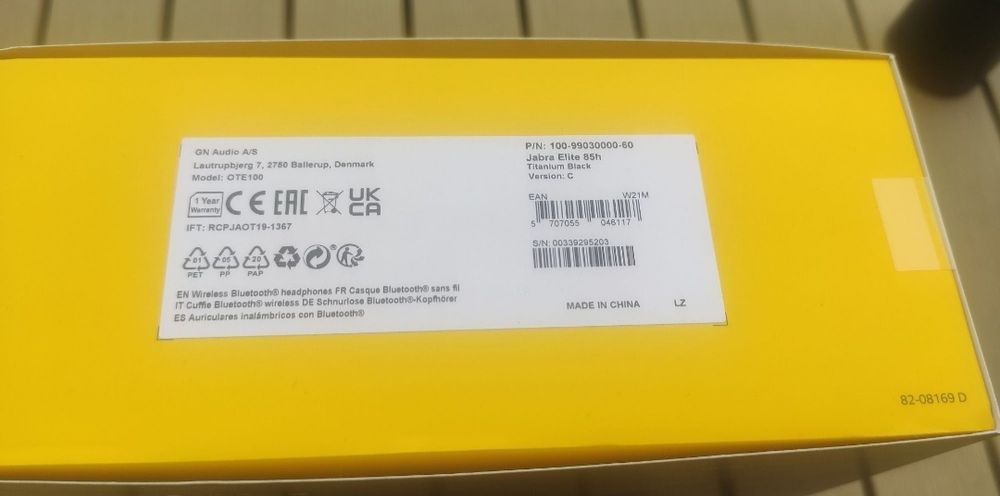 GN Audio A/S
Lautrupbjerg 7, 2750 Ballerup, Denmark
Model: OTE100
1 Year
Warranty
CE EAC UK
CA
IFT: RCPJAOT19-1367
01 05 20
PET PP PAP
EN Wireless Bluetooth® headphones FR Casque Bluetooth® sans fil
IT Cuffie Bluetooth® wireless DE Schnurlose Bluetooth®-Kopfhörer
ES Auriculares inalámbricos con Bluetooth®
P/N: 100-99030000-60
Jabra Elite 85h
Titanium Black
Version: C
EAN W21M
5 707055 046117
S/N: 00339295203
MADE IN CHINA LZ
82-08169 D